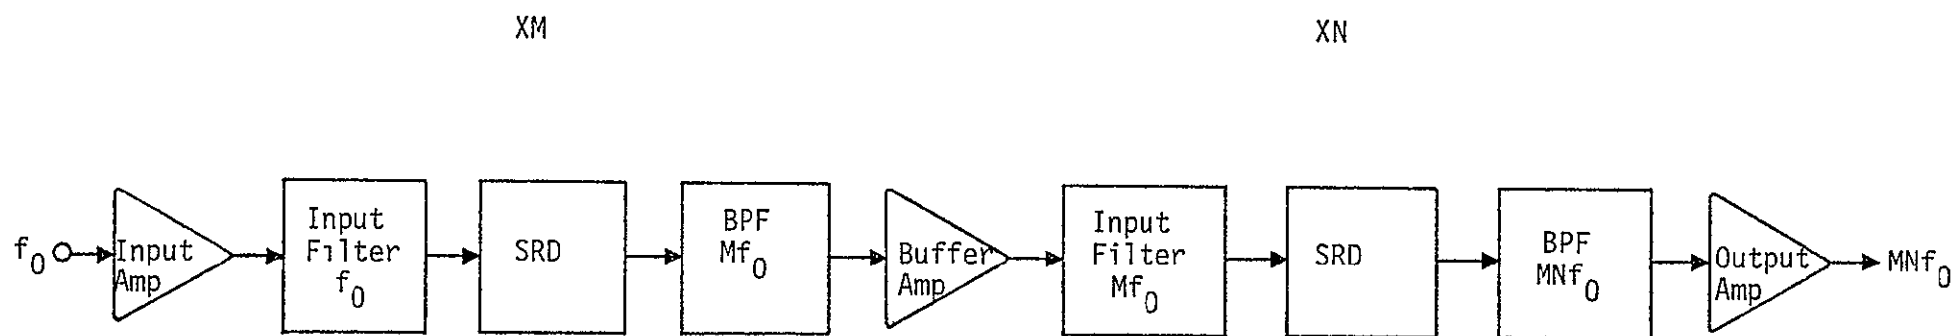 XM
XN
f0
Input
Amp
Input
Filter
f0
SRD
BPF
Mf0
Buffer
Amp
Input
Filter
Mf0
SRD
BPF
MNf0
Output
Amp
MNf0